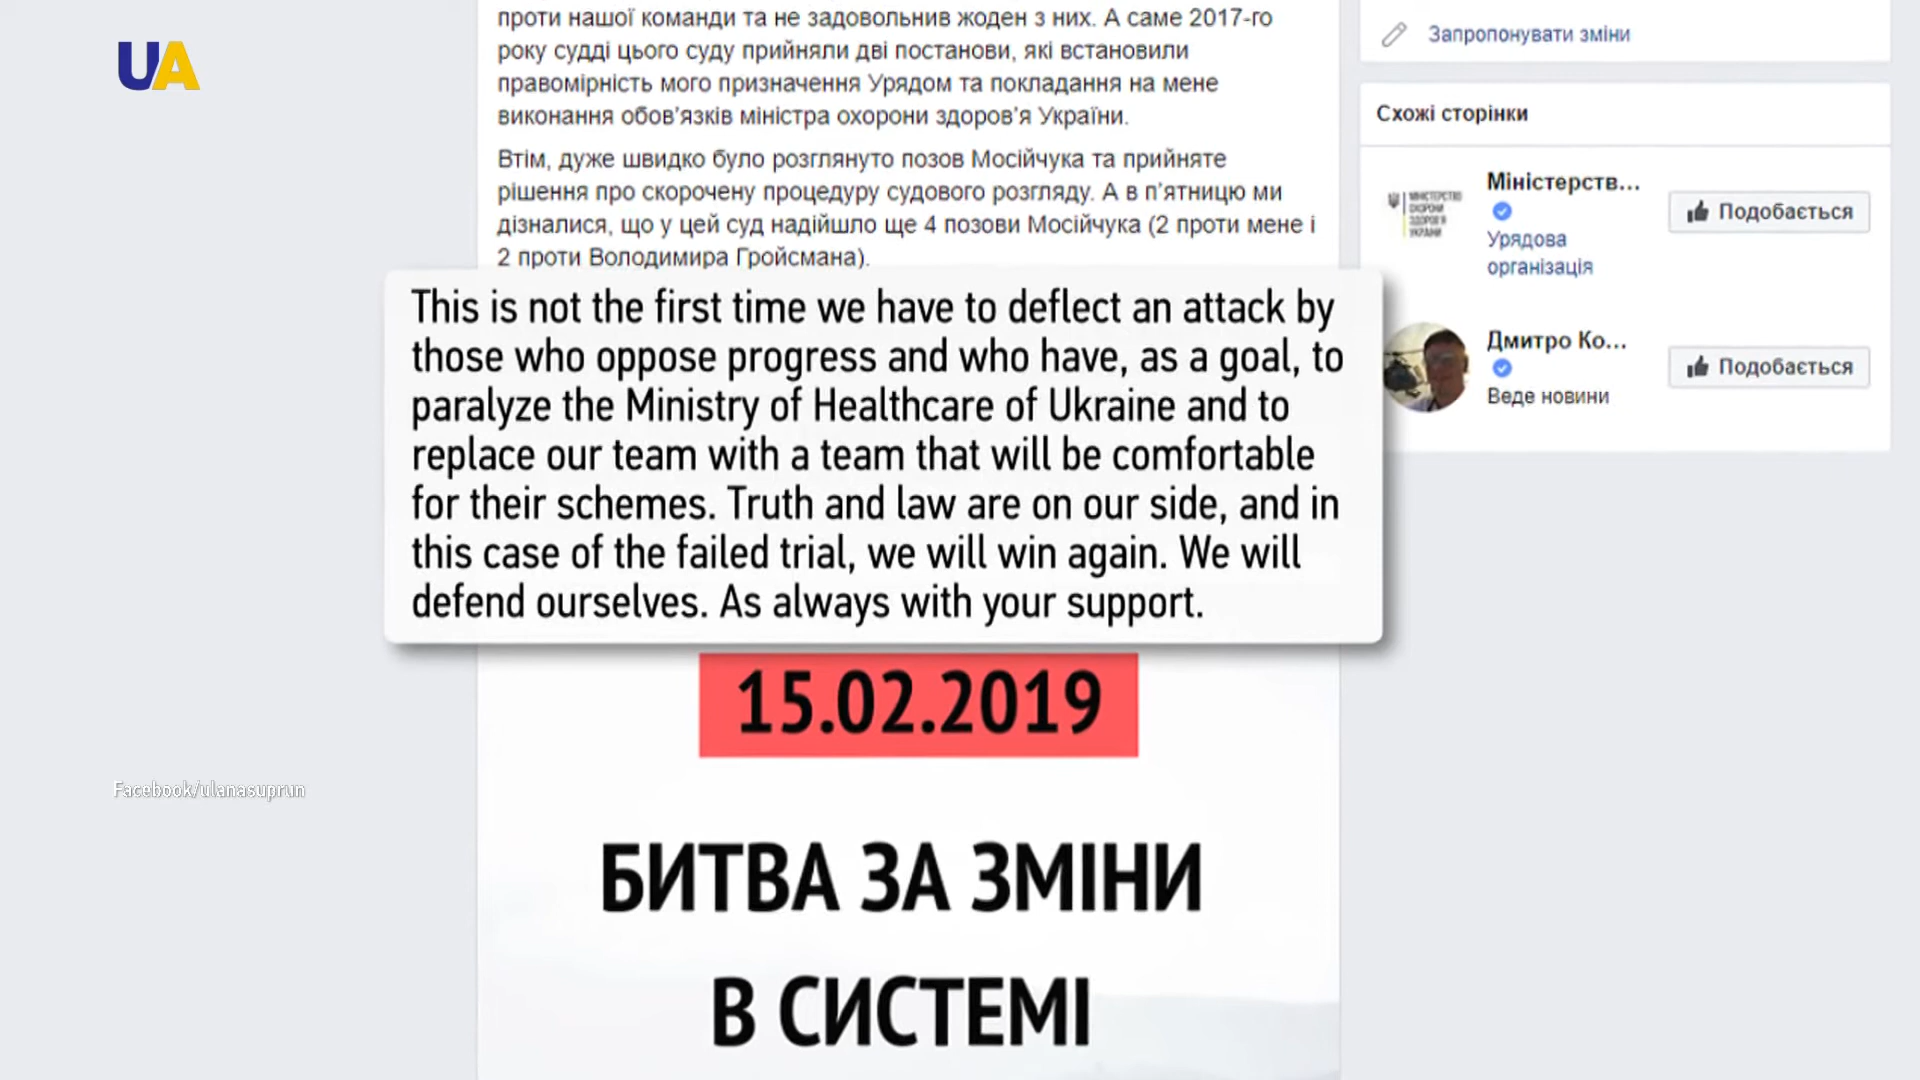 UA
проти нашої команди та не задовольнив жоден з них. А саме 2017-го
року судді цього суду прийняли дві постанови, які встановили
правомірність мого призначення Урядом та покладання на мене
виконання обов'язків міністра охорони здоров'я України.
Втім, дуже швидко було розглянуто позов Мосійчука та прийняте
рішення про скорочену процедуру судового розгляду. А в п'ятницю ми
дізналися, що у цей суд надійшло ще 4 позови Мосійчука (2 проти мене і
2 проти Володимира Гройсмана).
This is not the first time we have to deflect an attack by
those who oppose progress and who have, as a goal, to
paralyze the Ministry of Healthcare of Ukraine and to
replace our team with a team that will be comfortable
for their schemes. Truth and law are on our side, and in
this case of the failed trial, we will win again. We will
defend ourselves. As always with your support.
15.02.2019
БИТВА ЗА ЗМІНИ
В СИСТЕМІ
Facebook/ulanasuprun
Запропонувати зміни
Схожі сторінки
МІНІСТЕРСТВО
ОХОРОНИ
ЗДОРОВ'Я
УКРАЇНИ
Міністерств...
Урядова
організація
Подобається
Дмитро Ко...
Веде новини
Подобається